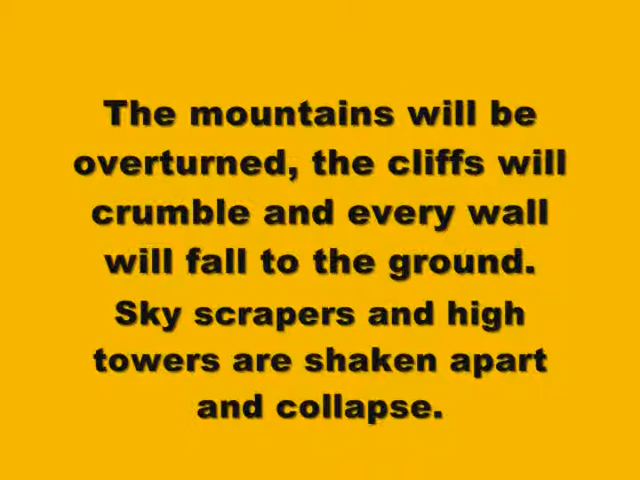 The mountains will be
overturned, the cliffs will
crumble and every wall
will fall to the ground.
Sky scrapers and high
towers are shaken apart
and collapse.